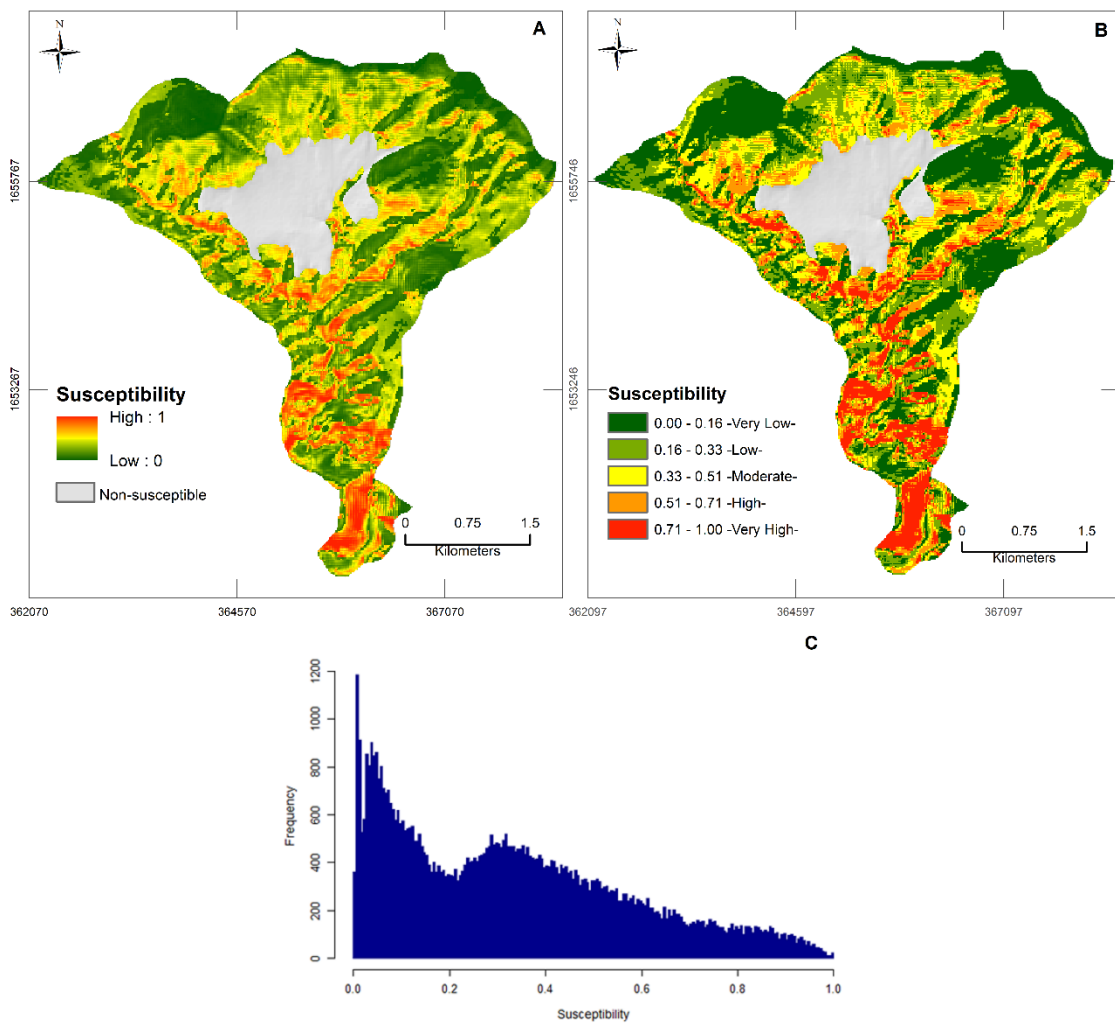 N
A
1655767
1653267
Susceptibility
High : 1
Low : 0
Non-susceptible
0 0.75 1.5
Kilometers
362070 364570 367070
N
B
1655746
1653246
Susceptibility
0.00 - 0.16 -Very Low-
0.16 - 0.33 -Low-
0.33 - 0.51 -Moderate-
0.51 - 0.71 -High-
0.71 - 1.00 -Very High-
0 0.75 1.5
Kilometers
362097 364597 367097
C
Frequency
1200
1000
800
600
400
200
0
0.0 0.2 0.4 0.6 0.8 1.0
Susceptibility